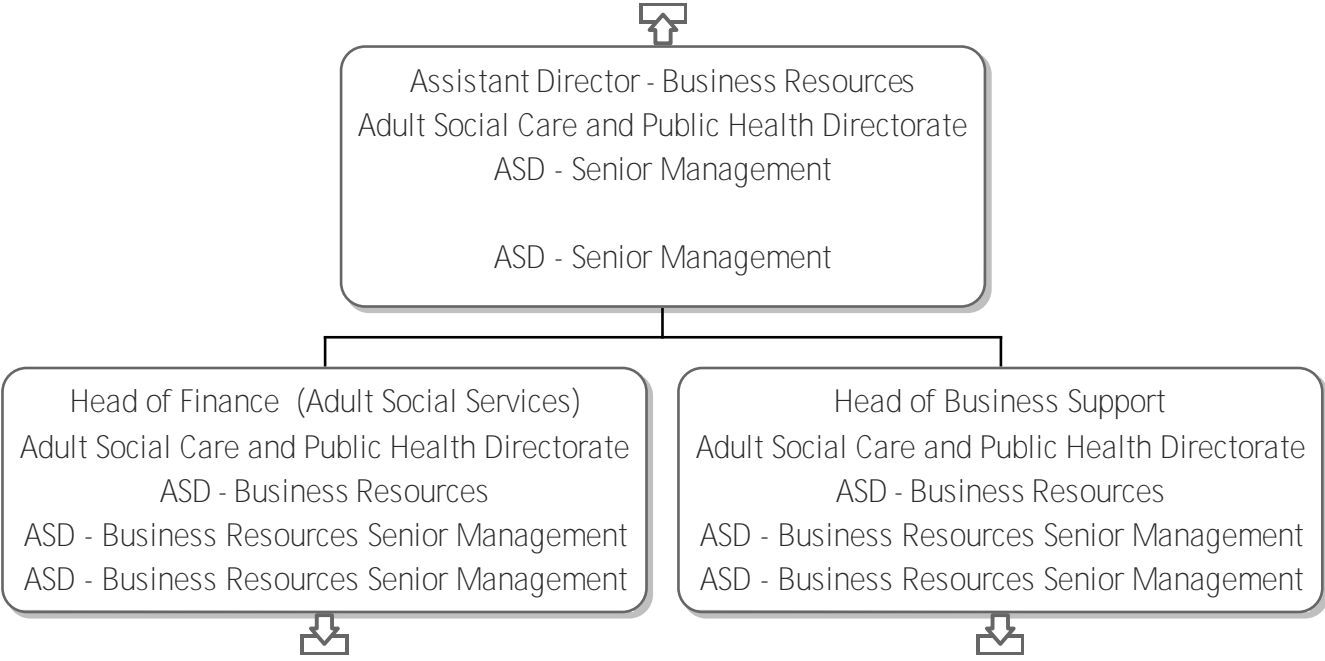 Assistant Director - Business Resources
Adult Social Care and Public Health Directorate
ASD - Senior Management
ASD - Senior Management
Head of Finance  (Adult Social Services)
Adult Social Care and Public Health Directorate
ASD - Business Resources
ASD - Business Resources Senior Management
ASD - Business Resources Senior Management
Head of Business Support
Adult Social Care and Public Health Directorate
ASD - Business Resources
ASD - Business Resources Senior Management
ASD - Business Resources Senior Management